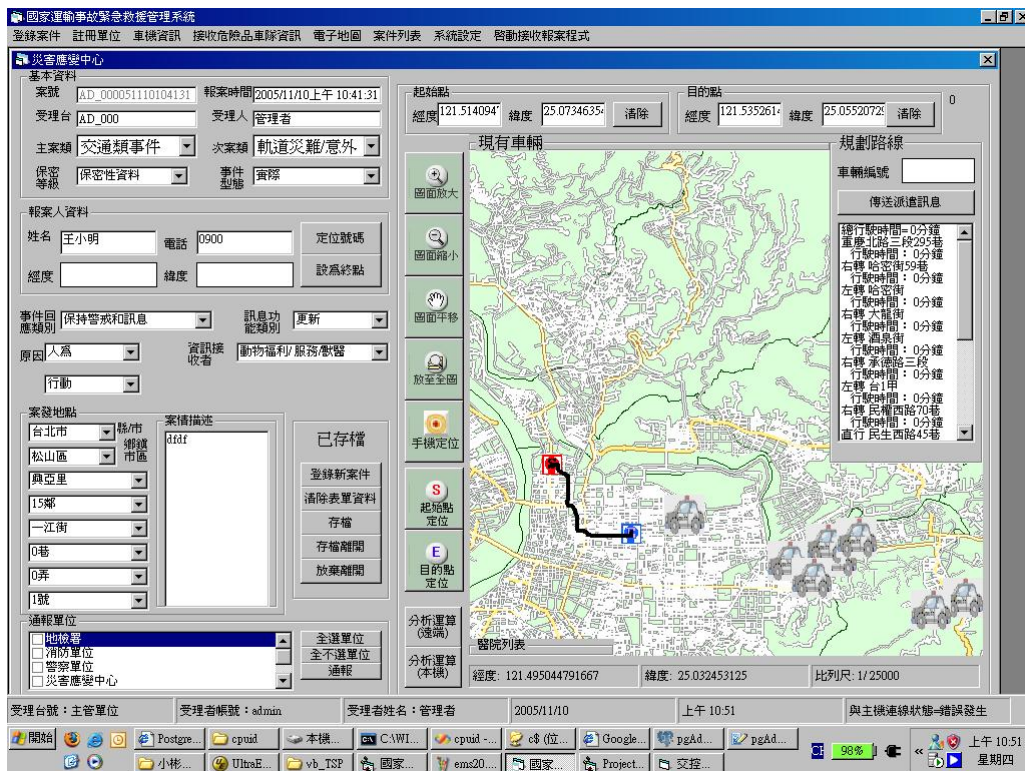 國家運輸事故緊急救援管理系統
登錄案件 註冊單位 車機資訊 接收危險品車隊資訊 電子地圖 案件列表 系統設定 啟動接收報案程式
災害應變中心
基本資料
案號 AD_000051110104131 報案時間 2005/11/10上午 10:41:31
受理台 AD_000 受理人 管理者
主案類 交通類事件 次案類 軌道災難/意外
保密等級 保密性資料 事件型態 實際
報案人資料
姓名 王小明 電話 0900 定位號碼
經度 緯度 設為終點
事件回應類別 保持警戒和訊息 訊息功能類別 更新
原因 人為 資訊接收者 動物福利/服務/獸醫
行動
案發地點
台北市 縣/市
松山區 鄉鎮市區
興亞里
15鄰
一江街
0巷
0弄
1號
案情描述
dfdf
已存檔
登錄新案件
清除表單資料
存檔
存檔離開
放棄離開
通報單位
地檢署
消防單位
警察單位
災害應變中心
全選單位
全不選單位
通報
起始點
經度 121.514094 緯度 25.0734635 清除
目的點
經度 121.535261 緯度 25.0552072 清除
0
圖面放大
圖面縮小
圖面平移
放至全圖
手機定位
S
起始點定位
E
目的點定位
分析運算(遠端)
分析運算(本機)
現有車輛
醫院列表
規劃路線
車輛編號
傳送派遣訊息
總行駛時間=0分鐘
重慶北路三段295巷
行駛時間：0分鐘
右轉 哈密街59巷
行駛時間：0分鐘
左轉 哈密街
行駛時間：0分鐘
右轉 大龍街
行駛時間：0分鐘
左轉 酒泉街
行駛時間：0分鐘
右轉 承德路三段
行駛時間：0分鐘
左轉 台1甲
行駛時間：0分鐘
右轉 民權西路70巷
行駛時間：0分鐘
直行 民生西路45巷
經度: 121.495044791667 緯度: 25.032453125 比列尺: 1/25000
受理台號：主管單位 受理者帳號：admin 受理者姓名：管理者 2005/11/10 上午 10:51 與主機連線狀態=錯誤發生
開始 Postgre... cpuid 本機... C:\WI... cpuid -... c$ (位... Google... pgAd... pgAd... 98% 上午 10:51
小彬... UltraE... vb_TSP 國家... ems20... 國家... Project... 交控... 星期四